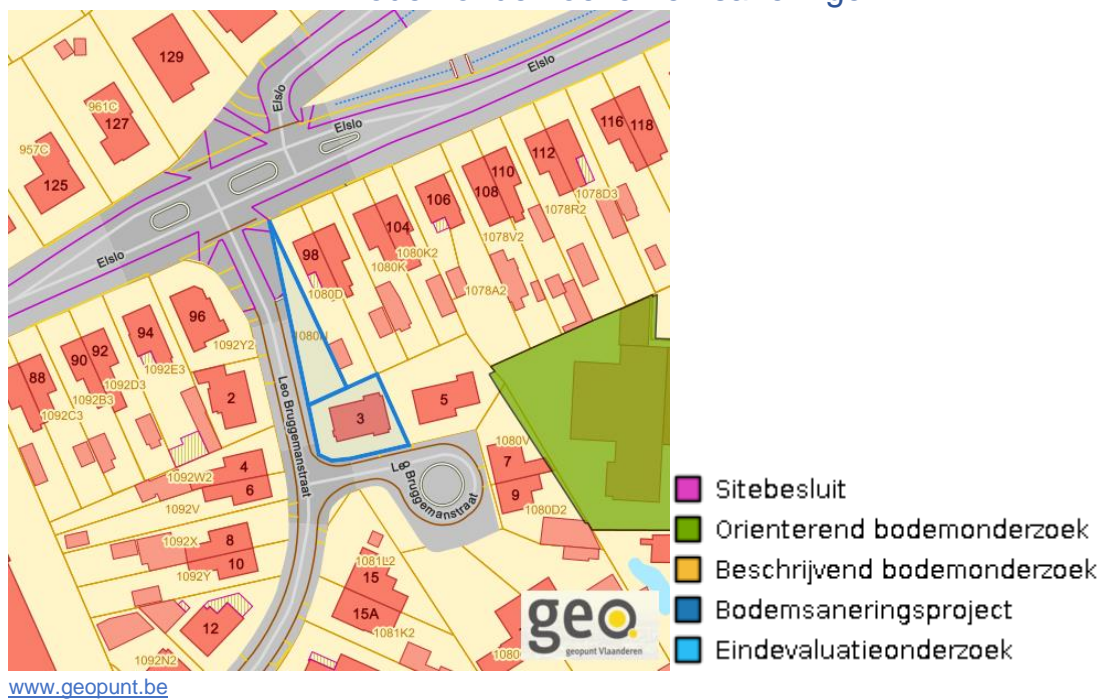 129
Elslo
Elslo
961C
127
Elslo
116 118
957C
112
125
110
106
108
1078D3
104
1078R2
98
1080K2
1078V2
Elslo
1080K
1080D
1078A2
96
94
1092Y2
92
90
1092E3
88
1092D3
2
1092B3
1092C3
5
3
Leo Bruggemanstraat
1080V
4
7
Leo Bruggemanstraat
1092W2
6
9
1092V
1080D2
8
1092X
10
1081L2
1092Y
15
15A
12
1081K2
1092N2
geo
geopunt Vlaanderen
Sitebesluit
Orienterend bodemonderzoek
Beschrijvend bodemonderzoek
Bodemsaneringsproject
Eindevaluatieonderzoek
www.geopunt.be